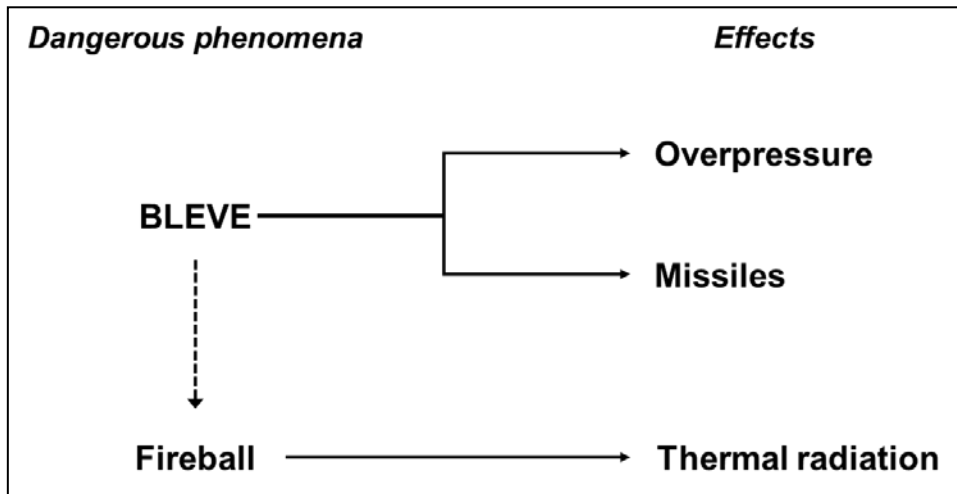 Dangerous phenomena
Effects
Overpressure
BLEVE
Missiles
Fireball
Thermal radiation